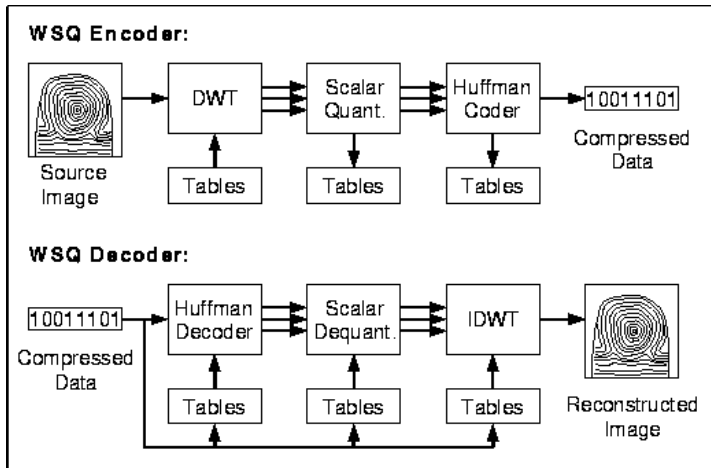 WSQ Encoder:
DWT
Scalar
Quant.
Huffman
Coder
10011101
Compressed
Data
Source
Image
Tables
Tables
Tables
WSQ Decoder:
10011101
Compressed
Data
Huffman
Decoder
Scalar
Dequant.
IDWT
Tables
Tables
Tables
Reconstructed
Image